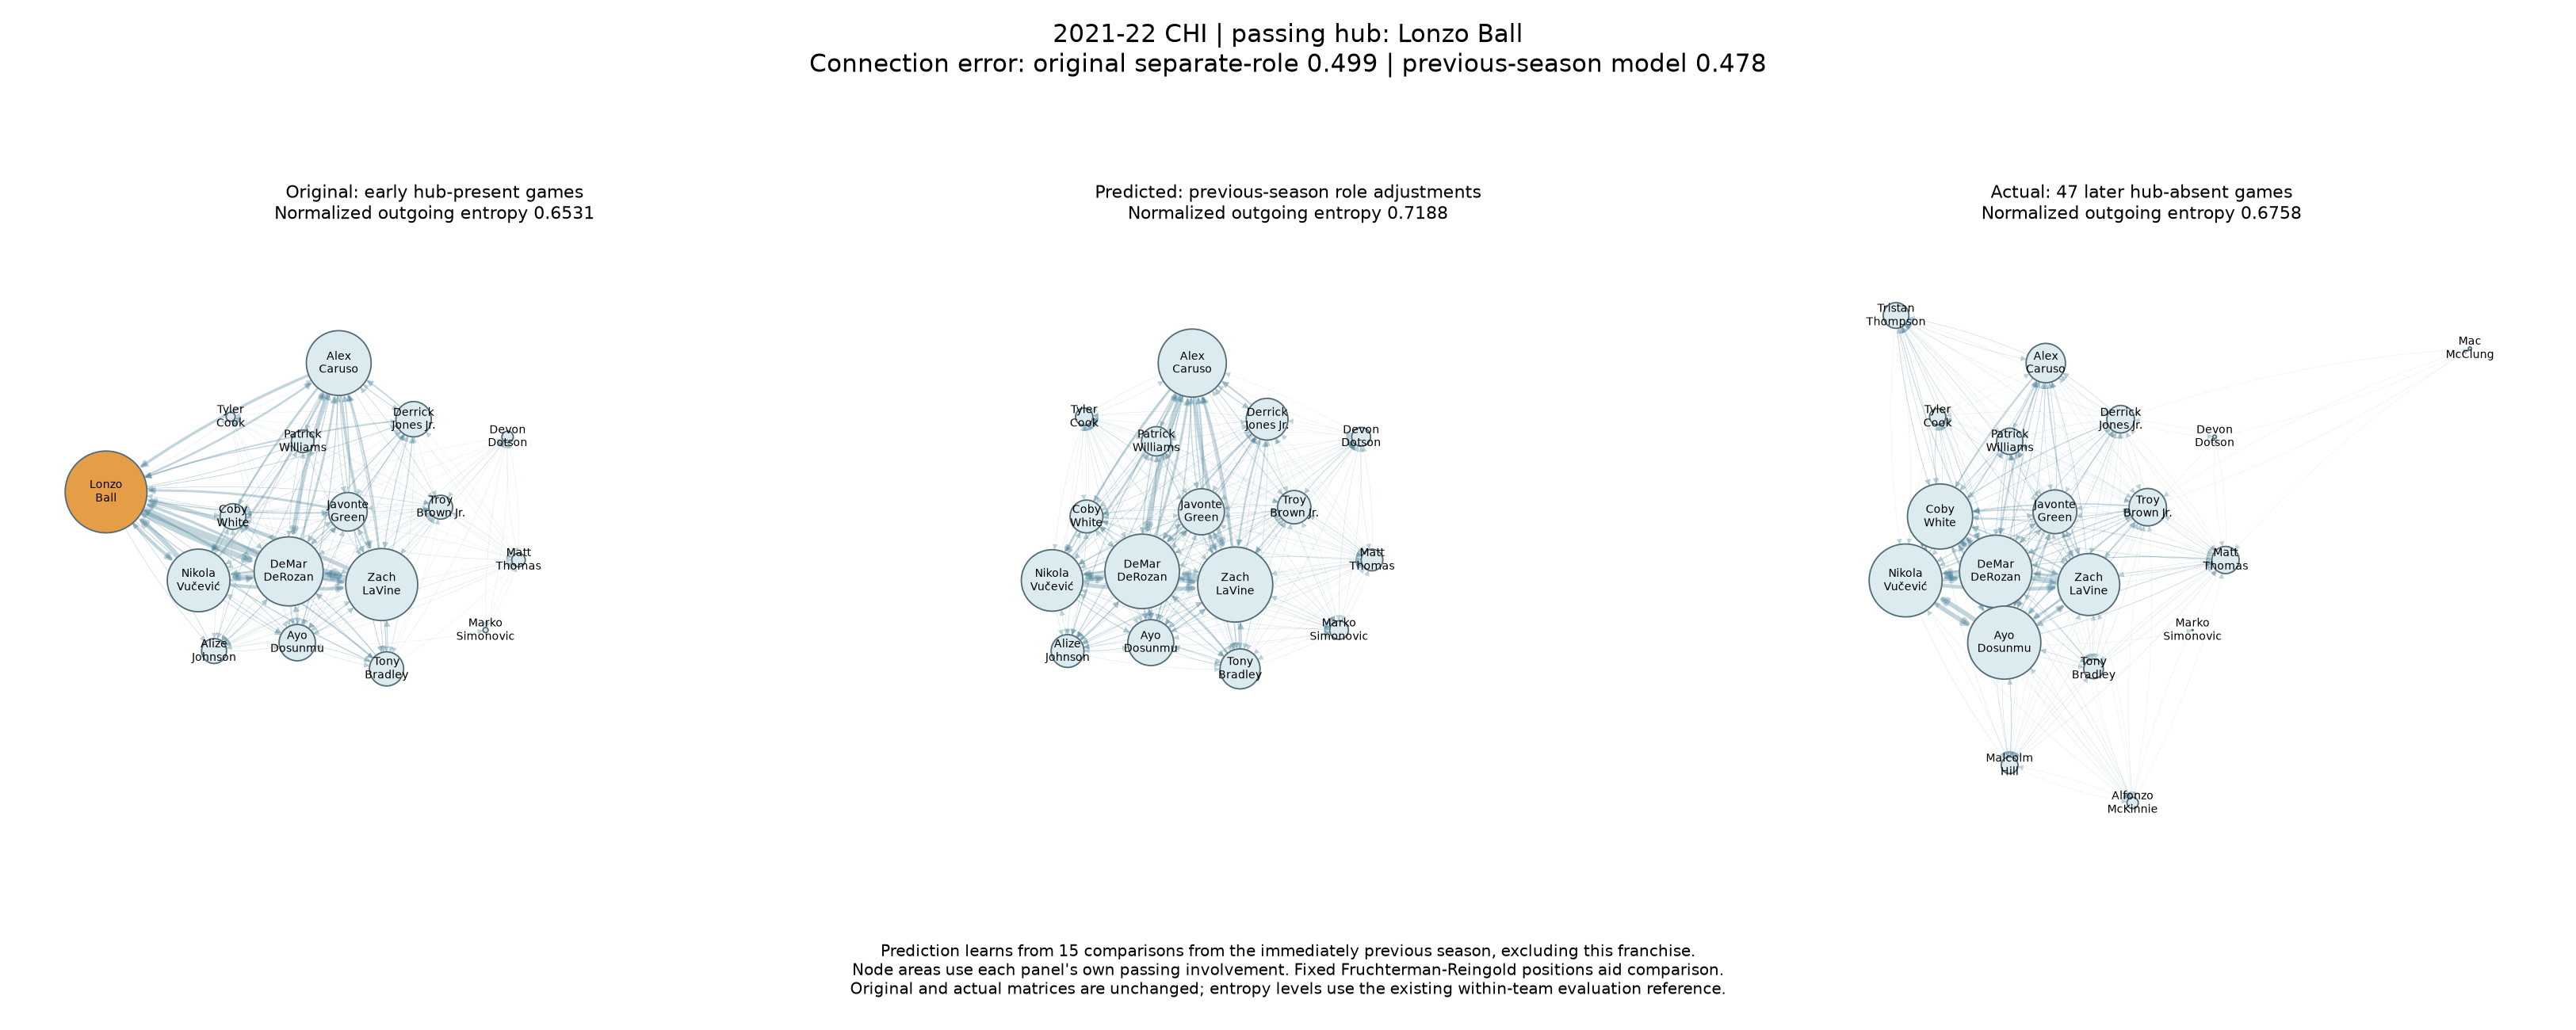 2021-22 CHI | passing hub: Lonzo Ball
Connection error: original separate-role 0.499 | previous-season model 0.478
Original: early hub-present games
Normalized outgoing entropy 0.6531
Alex
Caruso
Tyler
Cook
Derrick
Jones Jr.
Patrick
Williams
Devon
Dotson
Lonzo
Ball
Coby
White
Javonte
Green
Troy
Brown Jr.
Matt
Thomas
Nikola
Vučević
DeMar
DeRozan
Zach
LaVine
Marko
Simonovic
Alize
Johnson
Ayo
Dosunmu
Tony
Bradley
Predicted: previous-season role adjustments
Normalized outgoing entropy 0.7188
Alex
Caruso
Tyler
Cook
Derrick
Jones Jr.
Patrick
Williams
Devon
Dotson
Coby
White
Javonte
Green
Troy
Brown Jr.
Matt
Thomas
Nikola
Vučević
DeMar
DeRozan
Zach
LaVine
Marko
Simonovic
Alize
Johnson
Ayo
Dosunmu
Tony
Bradley
Actual: 47 later hub-absent games
Normalized outgoing entropy 0.6758
Tristan
Thompson
Mac
McClung
Alex
Caruso
Tyler
Cook
Derrick
Jones Jr.
Patrick
Williams
Devon
Dotson
Coby
White
Javonte
Green
Troy
Brown Jr.
Matt
Thomas
Nikola
Vučević
DeMar
DeRozan
Zach
LaVine
Marko
Simonovic
Ayo
Dosunmu
Tony
Bradley
Malcolm
Hill
Alfonzo
McKinnie
Prediction learns from 15 comparisons from the immediately previous season, excluding this franchise.
Node areas use each panel's own passing involvement. Fixed Fruchterman-Reingold positions aid comparison.
Original and actual matrices are unchanged; entropy levels use the existing within-team evaluation reference.